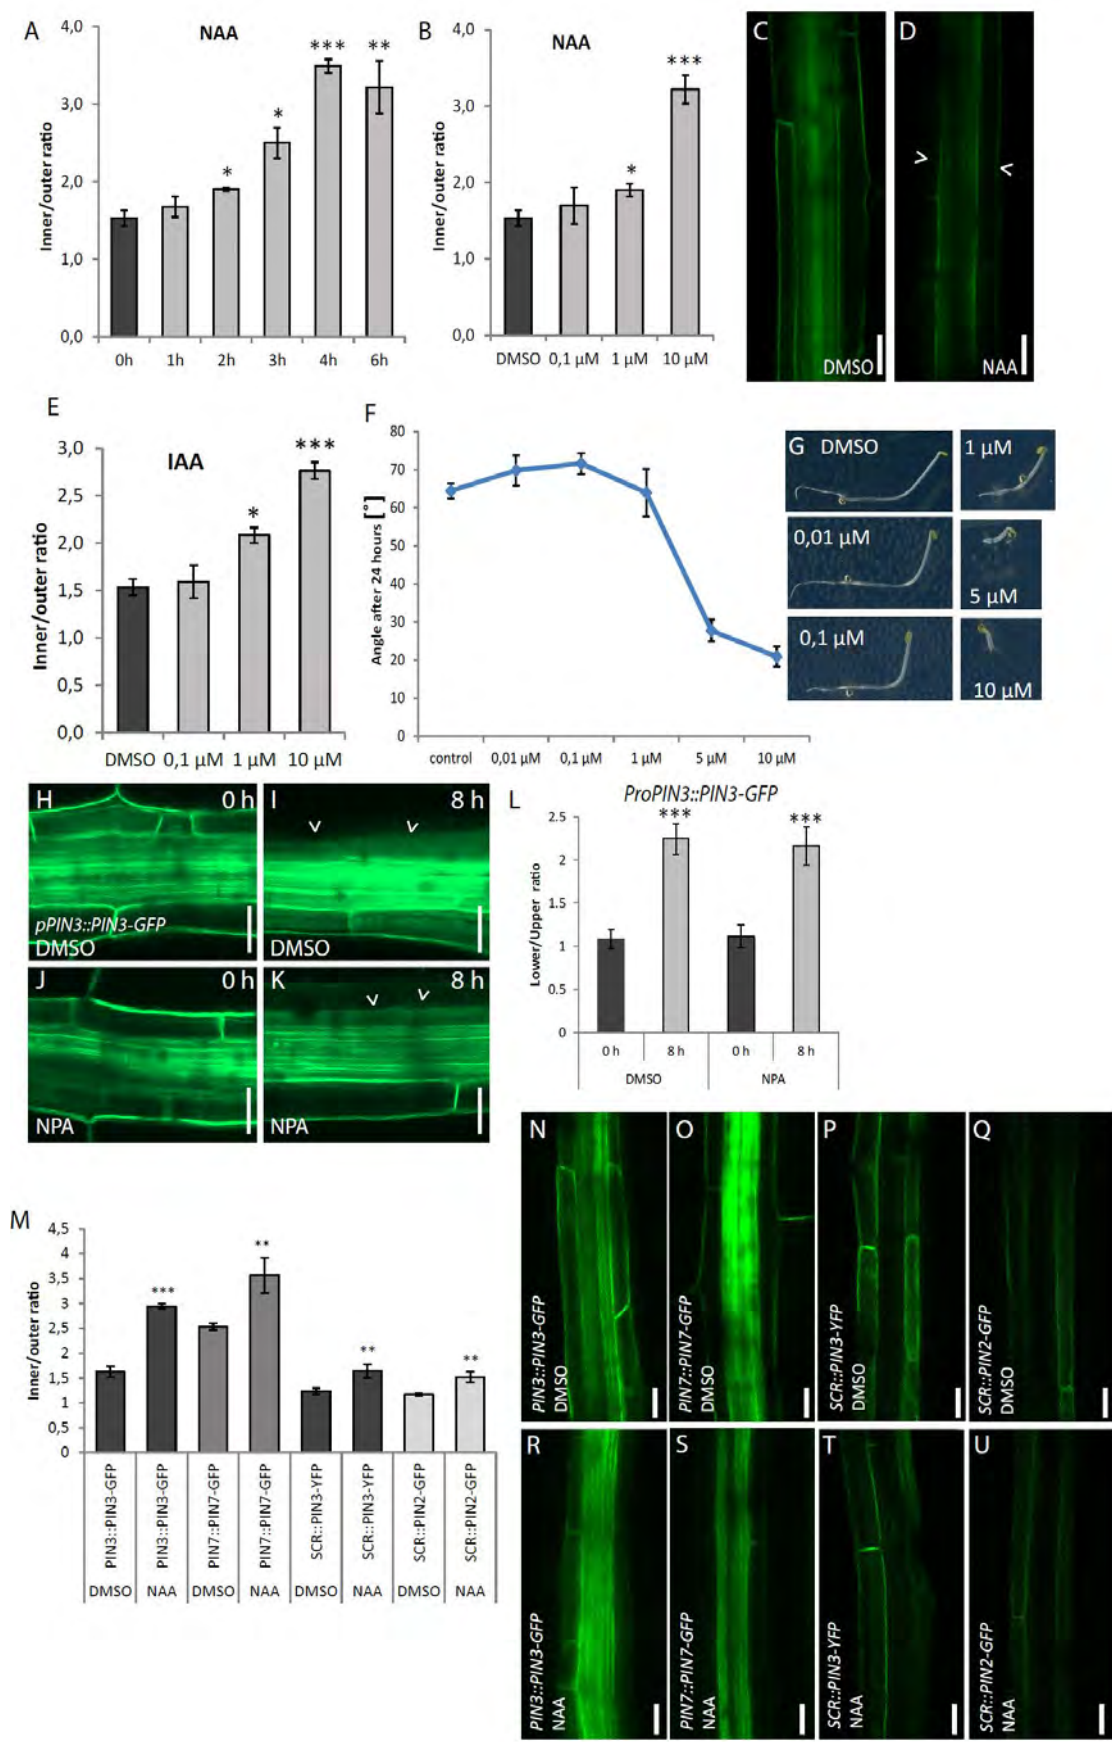 A
NAA
Inner/outer ratio
4,0
3,0
2,0
1,0
0,0
*
*
***
**
0h
1h
2h
3h
4h
6h
B
NAA
Inner/outer ratio
4,0
3,0
2,0
1,0
0,0
*
***
DMSO
0,1 µM
1 µM
10 µM
C
DMSO
D
>
<
NAA
E
IAA
Inner/outer ratio
3,0
2,5
2,0
1,5
1,0
0,5
0,0
*
***
DMSO
0,1 µM
1 µM
10 µM
F
Angle after 24 hours [°]
80
70
60
50
40
30
20
10
0
control
0,01 µM
0,1 µM
1 µM
5 µM
10 µM
G
DMSO
1 µM
0,01 µM
5 µM
0,1 µM
10 µM
H
0 h
pPIN3::PIN3-GFP
DMSO
I
8 h
DMSO
J
0 h
NPA
K
8 h
NPA
L
ProPIN3::PIN3-GFP
Lower/Upper ratio
2.5
2
1.5
1
0.5
0
***
***
0 h
8 h
0 h
8 h
DMSO
NPA
M
Inner/outer ratio
4,5
4
3,5
3
2,5
2
1,5
1
0,5
0
***
**
**
**
PIN3::PIN3-GFP
PIN3::PIN3-GFP
PIN7::PIN7-GFP
PIN7::PIN7-GFP
SCR::PIN3-YFP
SCR::PIN3-YFP
SCR::PIN2-GFP
SCR::PIN2-GFP
DMSO
NAA
DMSO
NAA
DMSO
NAA
DMSO
NAA
N
PIN3::PIN3-GFP
DMSO
O
PIN7::PIN7-GFP
DMSO
P
SCR::PIN3-YFP
DMSO
Q
SCR::PIN2-GFP
DMSO
R
PIN3::PIN3-GFP
NAA
S
PIN7::PIN7-GFP
NAA
T
SCR::PIN3-YFP
NAA
U
SCR::PIN2-GFP
NAA